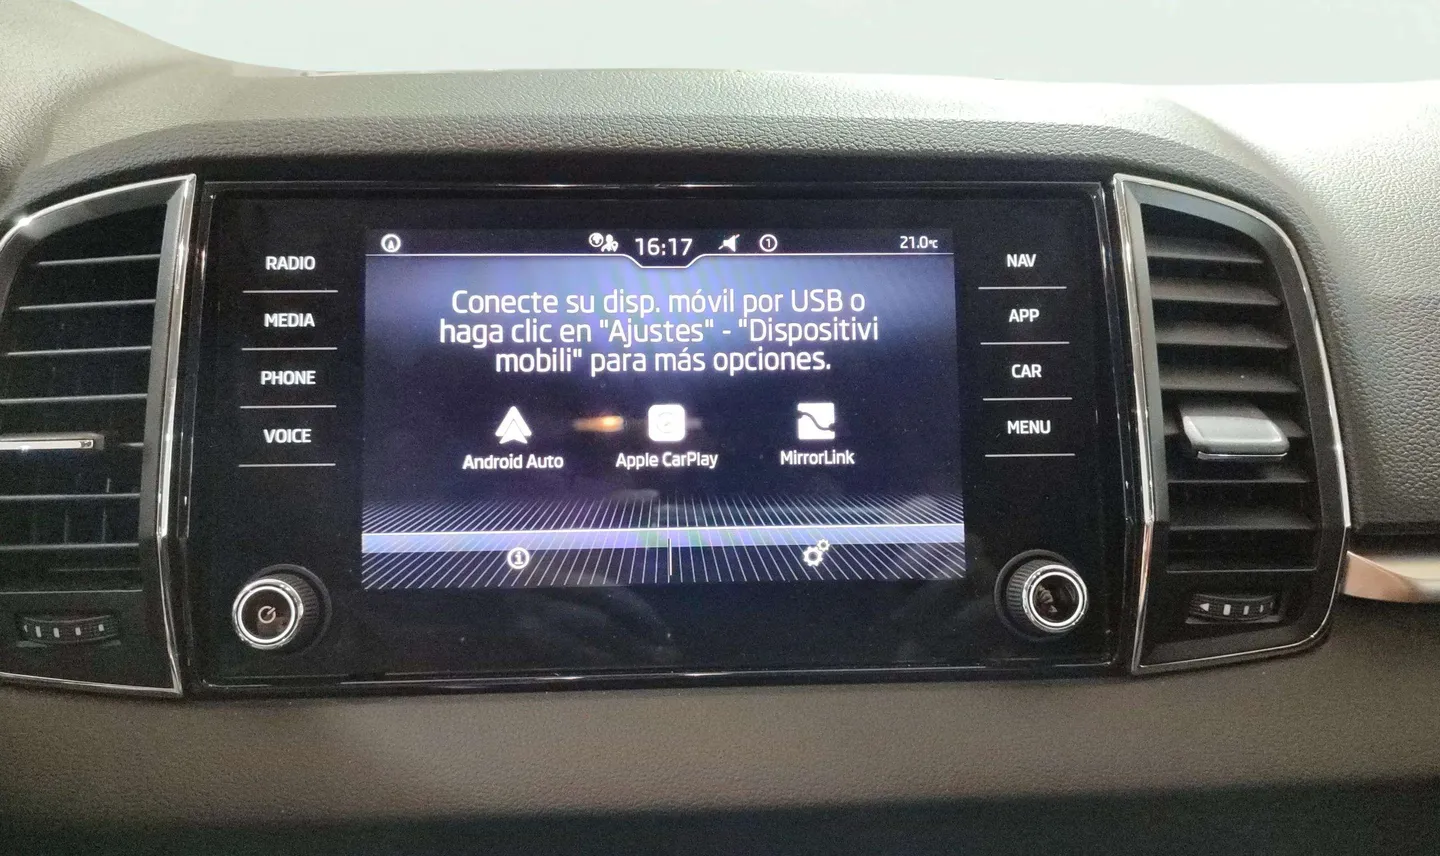 16:17
1
21.0°C
RADIO
MEDIA
PHONE
VOICE
Conecte su disp. móvil por USB o
haga clic en "Ajustes" - "Dispositivi
mobili" para más opciones.
Android Auto
Apple CarPlay
MirrorLink
NAV
APP
CAR
MENU